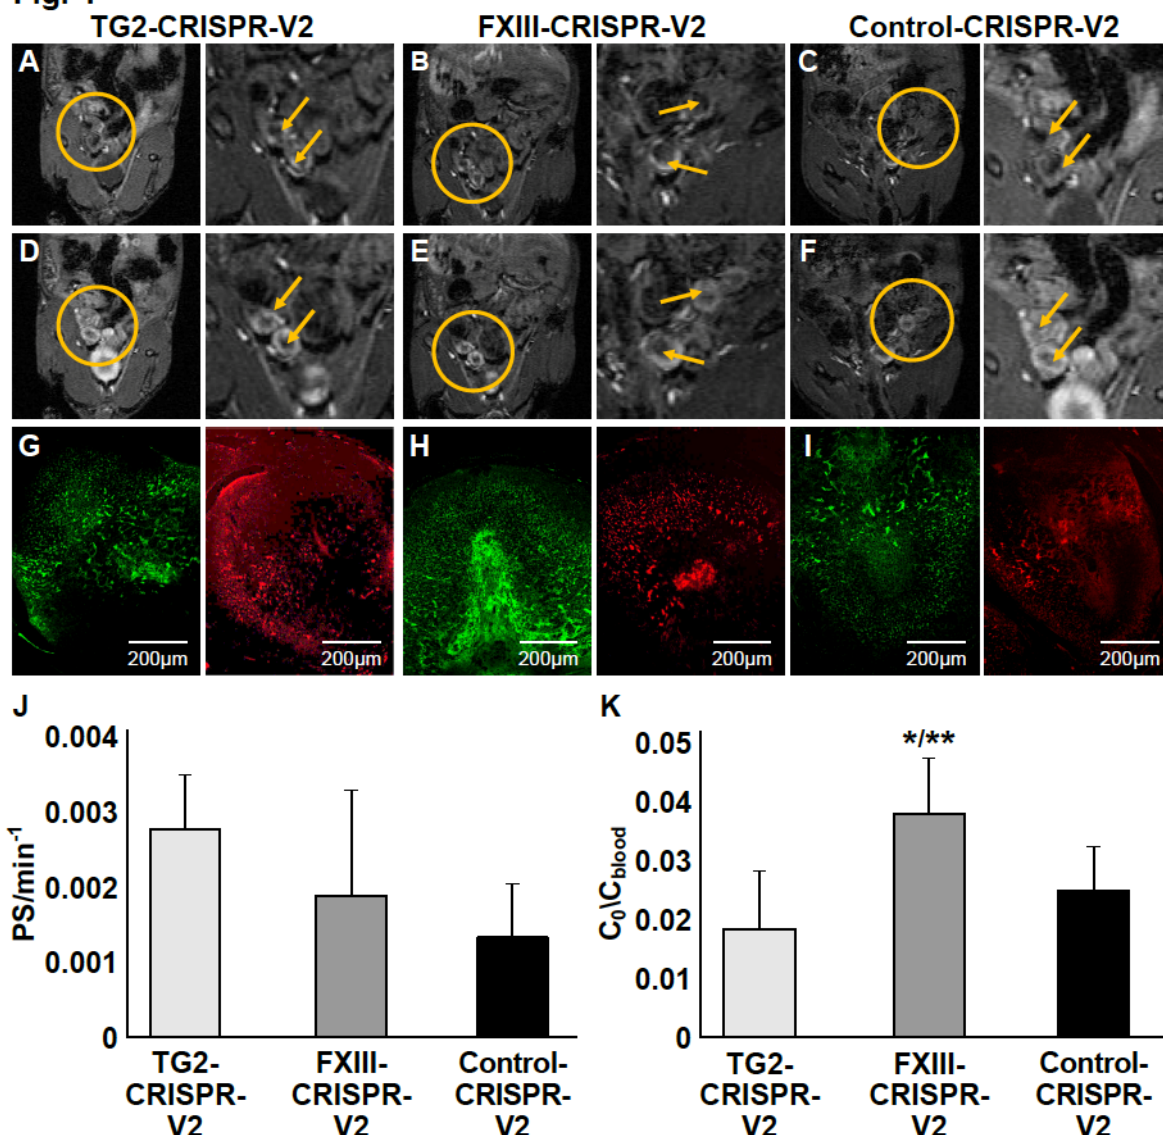 TG2-CRISPR-V2 FXIII-CRISPR-V2 Control-CRISPR-V2
A B C
D E F
G H I
200µm 200µm 200µm 200µm 200µm 200µm
J
0.004
0.003
0.002
0.001
0
PS/min⁻¹
TG2- FXIII- Control-
CRISPR- CRISPR- CRISPR-
V2 V2 V2
K
*/**
0.05
0.04
0.03
0.02
0.01
0
C₀\C_blood
TG2- FXIII- Control-
CRISPR- CRISPR- CRISPR-
V2 V2 V2